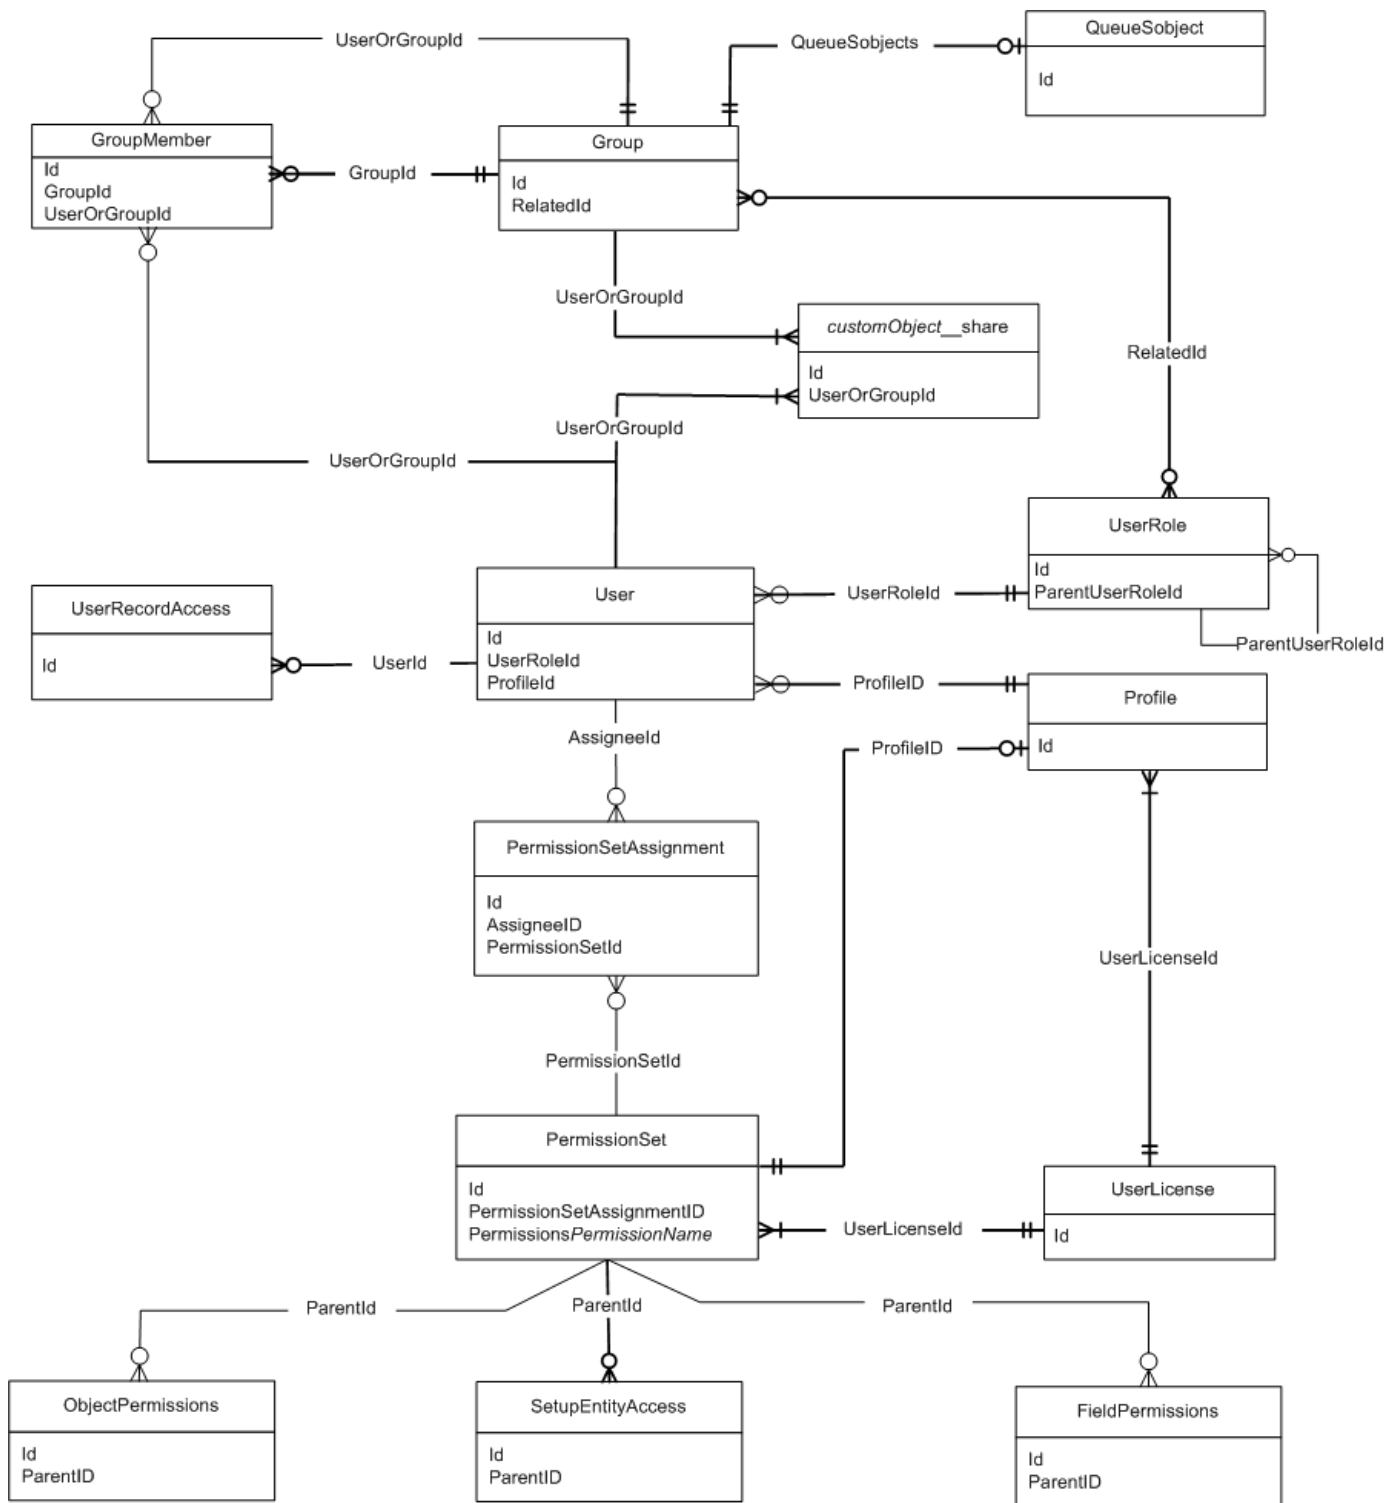 UserOrGroupId
QueueSobjects
QueueSobject
Id
GroupMember
Id
GroupId
UserOrGroupId
GroupId
Group
Id
RelatedId
UserOrGroupId
customObject__share
Id
UserOrGroupId
RelatedId
UserOrGroupId
UserOrGroupId
UserRole
Id
ParentUserRoleId
ParentUserRoleId
UserRecordAccess
Id
UserId
User
Id
UserRoleId
ProfileId
UserRoleId
ProfileID
Profile
Id
ProfileID
AssigneeId
PermissionSetAssignment
Id
AssigneeID
PermissionSetId
UserLicenseId
PermissionSetId
PermissionSet
Id
PermissionSetAssignmentID
PermissionsPermissionName
UserLicenseId
UserLicense
Id
ParentId
ParentId
ParentId
ObjectPermissions
Id
ParentID
SetupEntityAccess
Id
ParentID
FieldPermissions
Id
ParentID